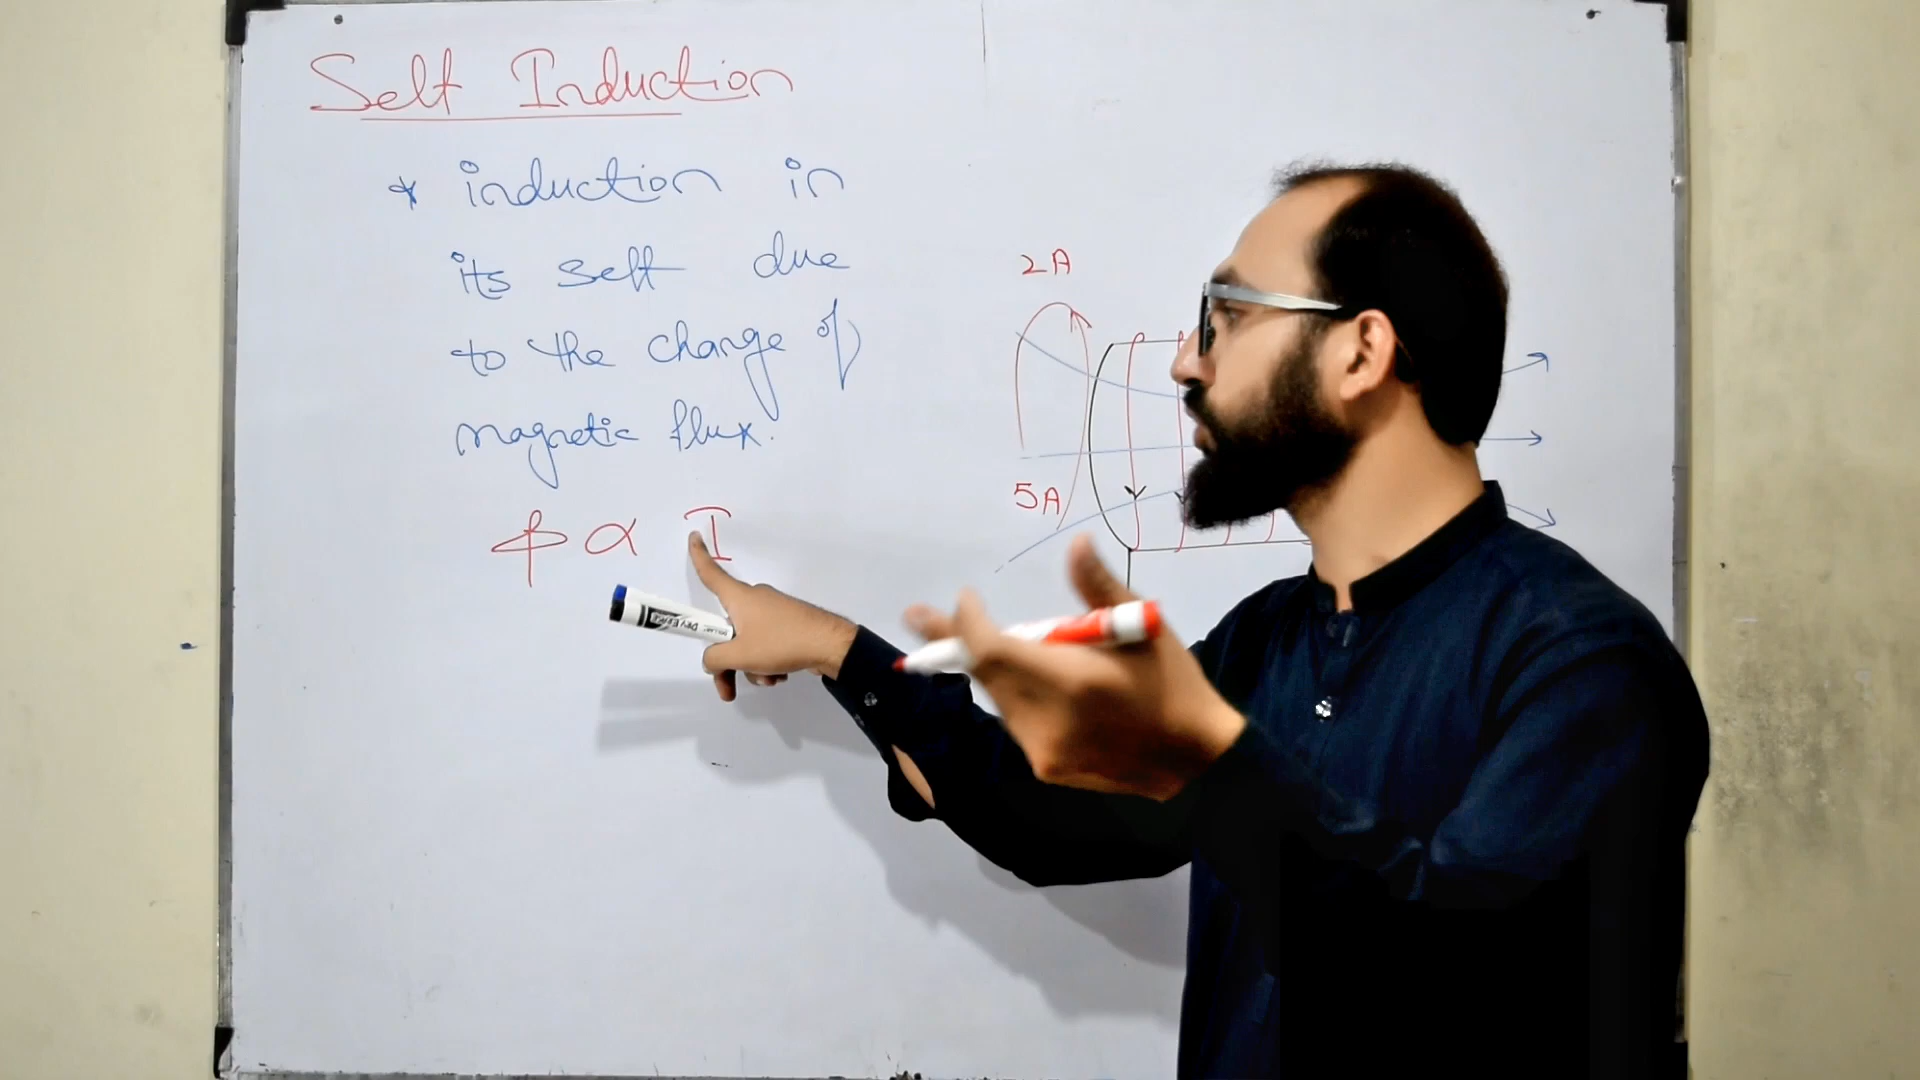 Self Induction
* induction in
its self due
to the change of
magnetic flux.
ϕ ∝ I
2A
5A